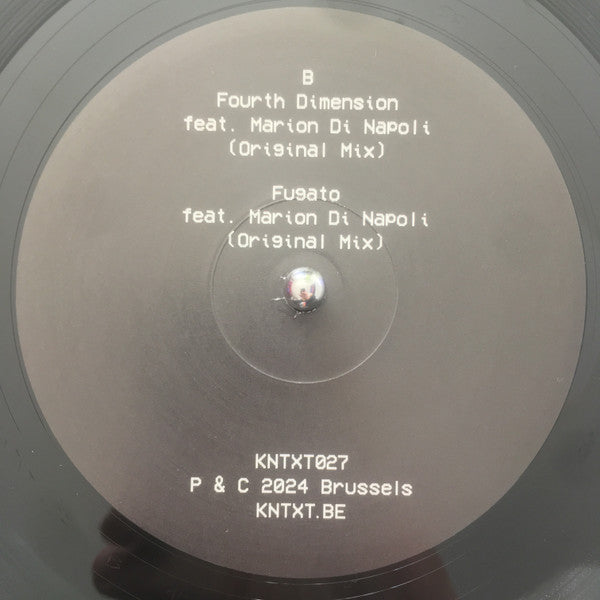 B
Fourth Dimension
feat. Marion Di Napoli
(Original Mix)
Fugato
feat. Marion Di Napoli
(Original Mix)
KNTXT027
P & C 2024 Brussels
KNTXT.BE